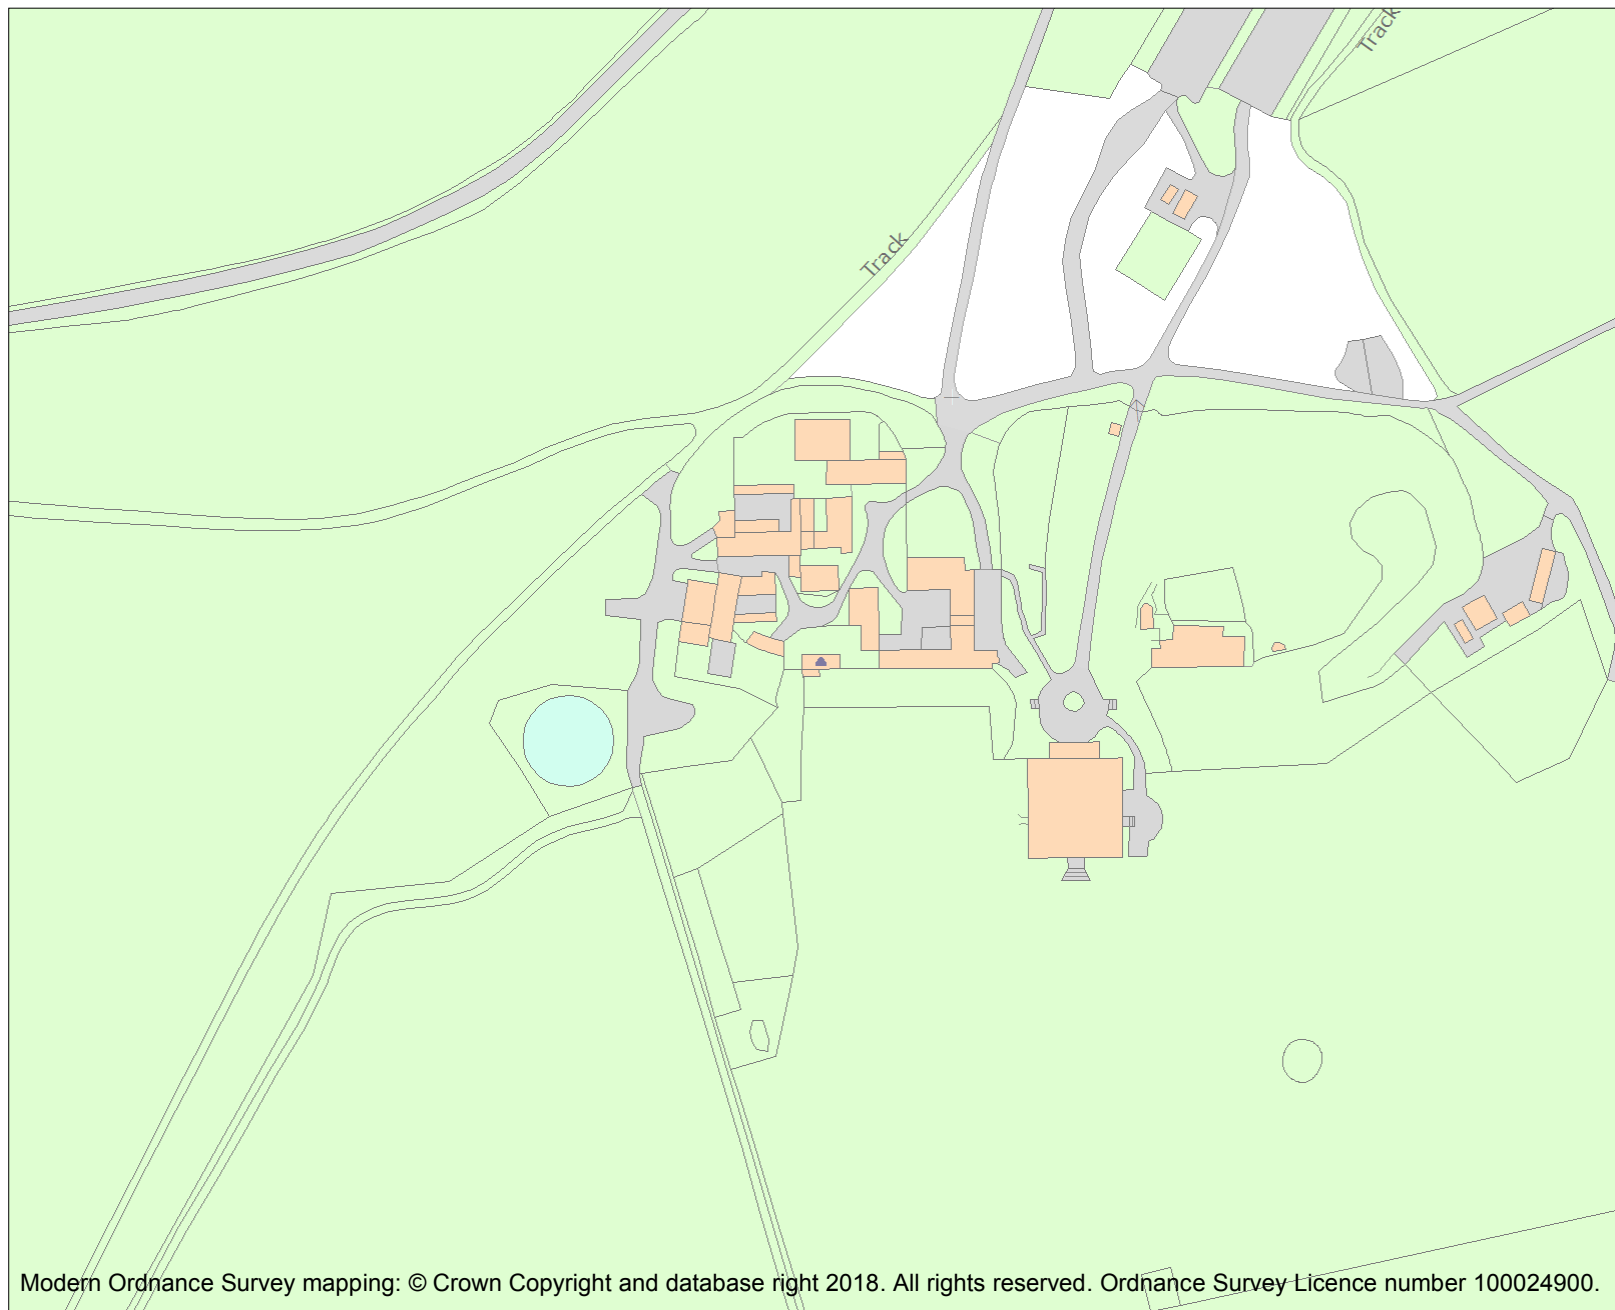 Track
Track
Modern Ordnance Survey mapping: © Crown Copyright and database right 2018. All rights reserved. Ordnance Survey Licence number 100024900.